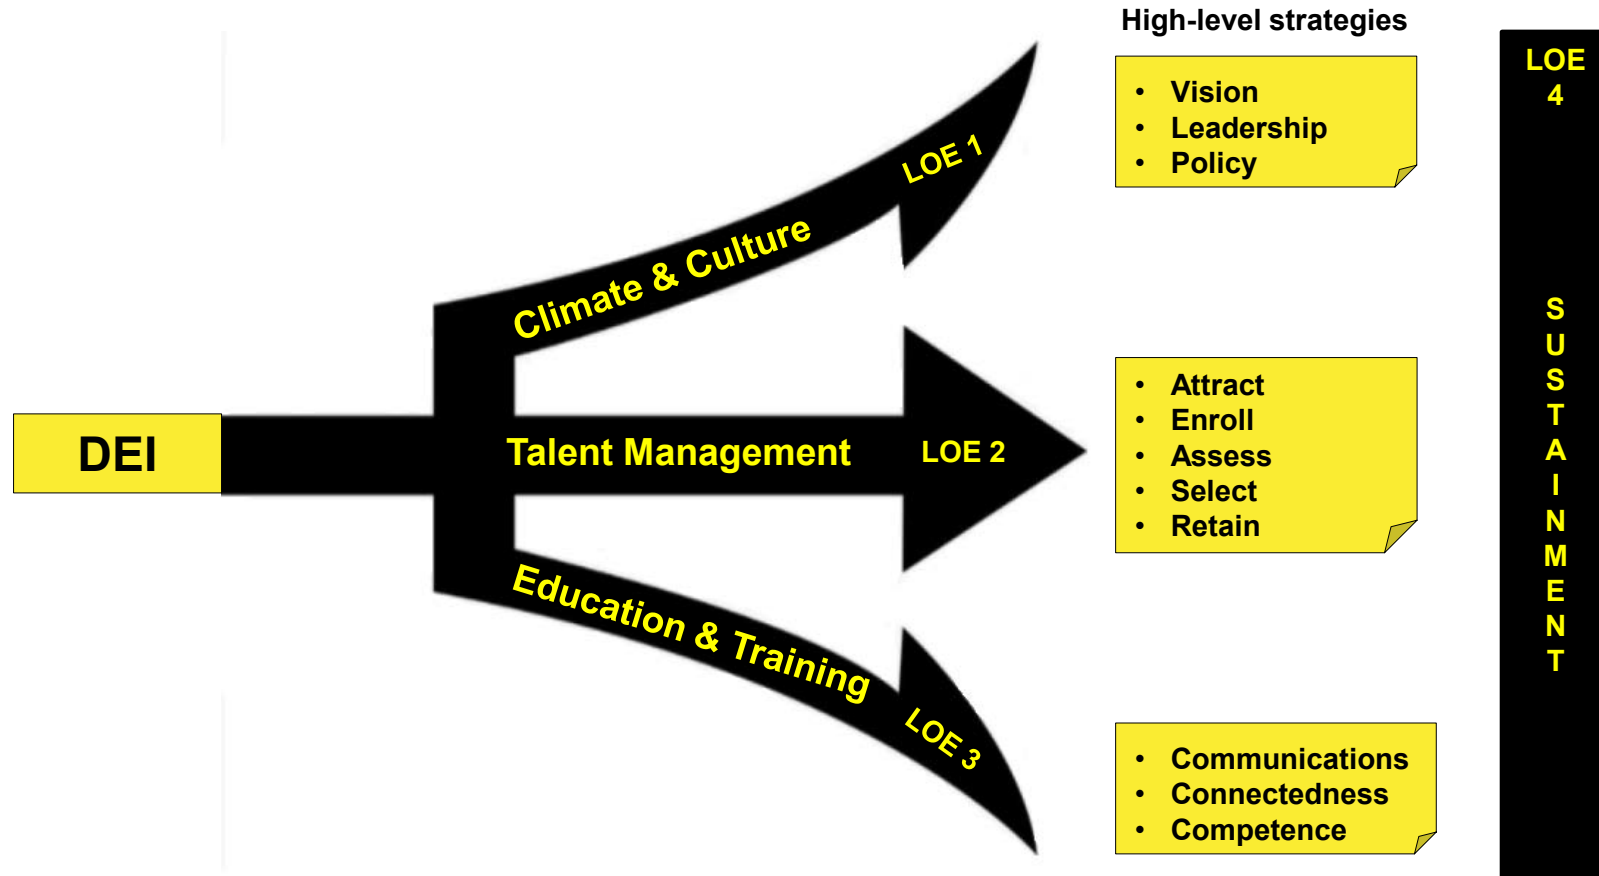 High-level strategies
LOE
4
• Vision
• Leadership
• Policy
LOE 1
Climate & Culture
DEI
Talent Management
LOE 2
• Attract
• Enroll
• Assess
• Select
• Retain
Education & Training
LOE 3
• Communications
• Connectedness
• Competence
S
U
S
T
A
I
N
M
E
N
T